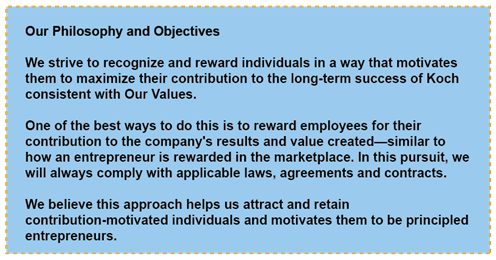 Our Philosophy and Objectives
We strive to recognize and reward individuals in a way that motivates
them to maximize their contribution to the long-term success of Koch
consistent with Our Values.
One of the best ways to do this is to reward employees for their
contribution to the company's results and value created—similar to
how an entrepreneur is rewarded in the marketplace. In this pursuit, we
will always comply with applicable laws, agreements and contracts.
We believe this approach helps us attract and retain
contribution-motivated individuals and motivates them to be principled
entrepreneurs.